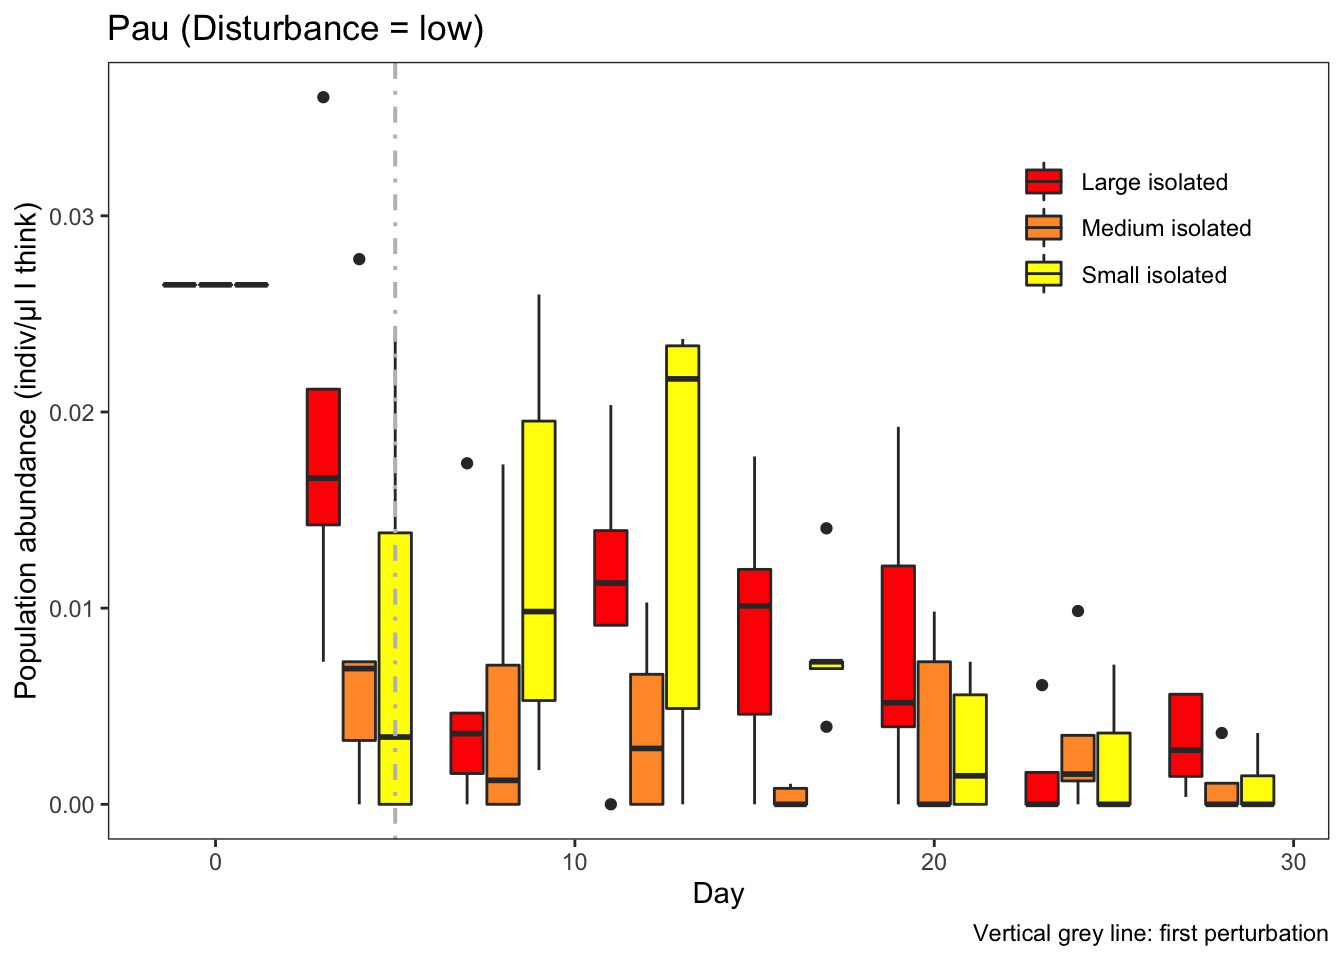 Pau (Disturbance = low)
Population abundance (indiv/µl I think)
0.03
0.02
0.01
0.00
Large isolated
Medium isolated
Small isolated
0
10
20
30
Day
Vertical grey line: first perturbation